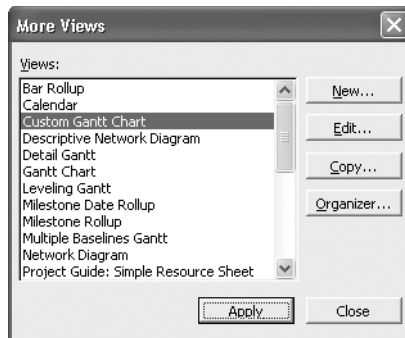 More Views
Views:
Bar Rollup
Calendar
Custom Gantt Chart
Descriptive Network Diagram
Detail Gantt
Gantt Chart
Leveling Gantt
Milestone Date Rollup
Milestone Rollup
Multiple Baselines Gantt
Network Diagram
Project Guide: Simple Resource Sheet
New...
Edit...
Copy...
Organizer...
Apply
Close